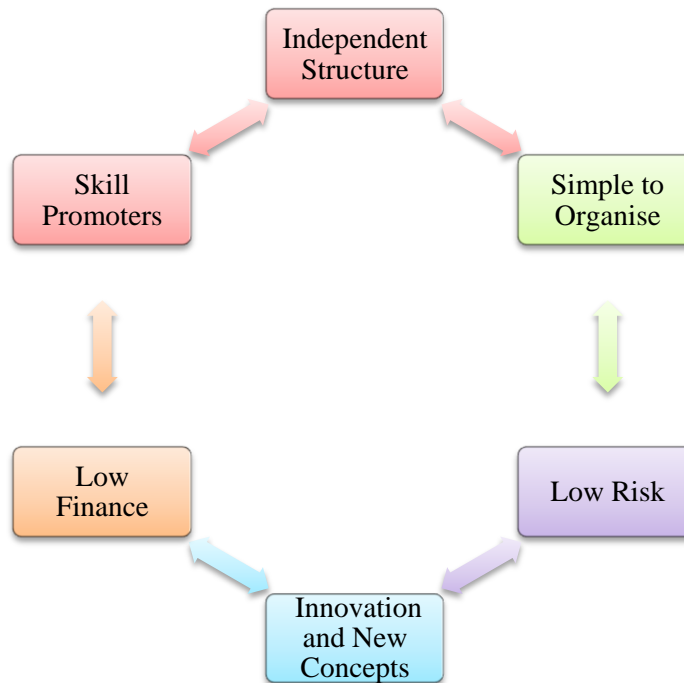 Independent
Structure
Skill
Promoters
Simple to
Organise
Low
Finance
Low Risk
Innovation
and New
Concepts